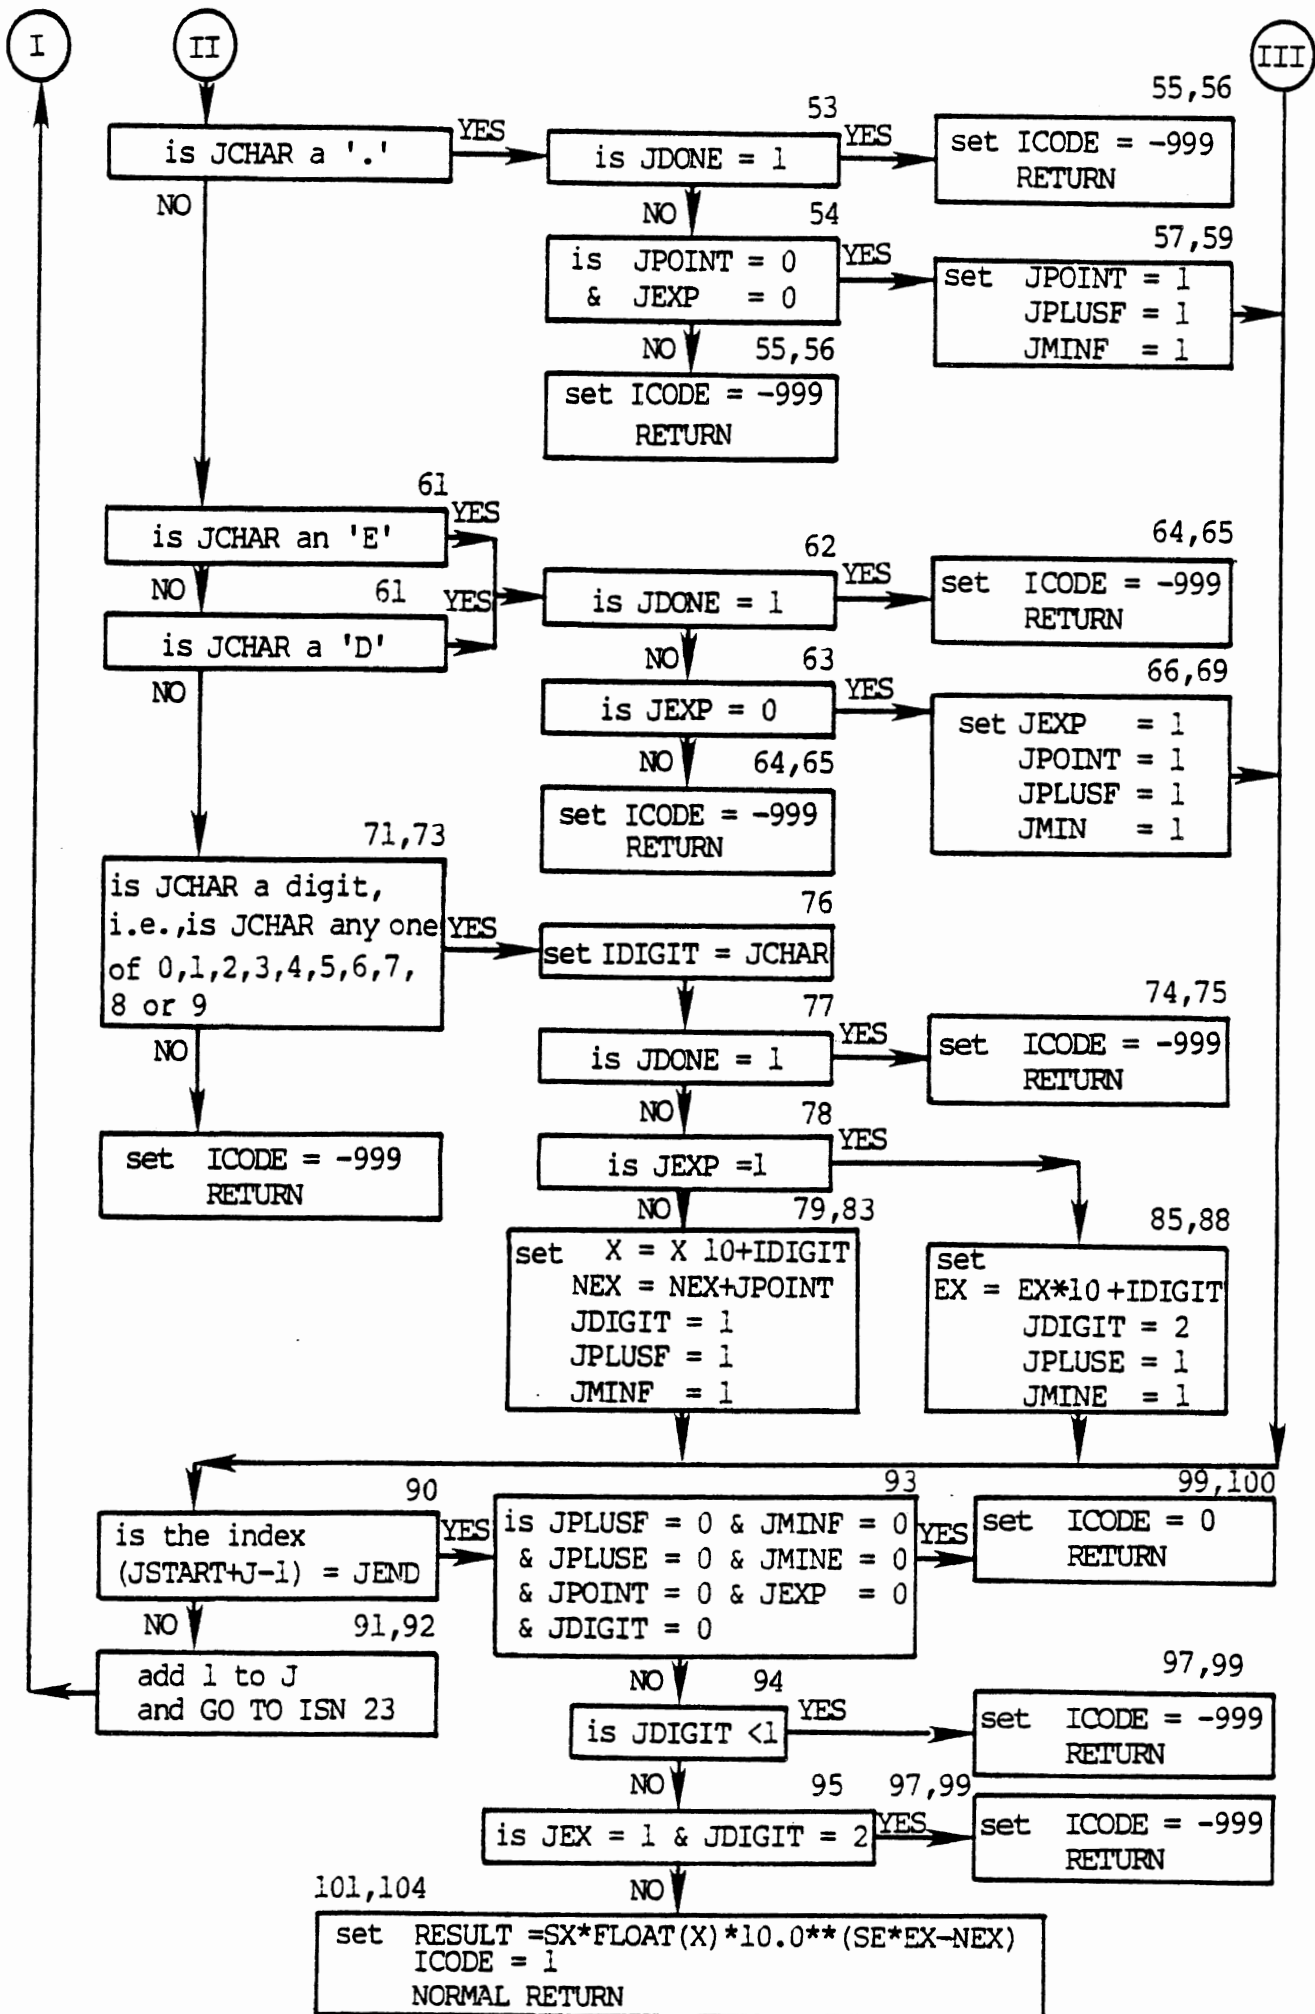 I
II
III
is JCHAR a '.'
YES
NO
53
is JDONE = 1
YES
NO
55,56
set ICODE = -999
RETURN
54
is JPOINT = 0
& JEXP = 0
YES
NO
57,59
set JPOINT = 1
JPLUSF = 1
JMINF = 1
55,56
set ICODE = -999
RETURN
61
is JCHAR an 'E'
YES
NO
61
is JCHAR a 'D'
YES
NO
62
is JDONE = 1
YES
NO
64,65
set ICODE = -999
RETURN
63
is JEXP = 0
YES
NO
66,69
set JEXP = 1
JPOINT = 1
JPLUSF = 1
JMIN = 1
64,65
set ICODE = -999
RETURN
71,73
is JCHAR a digit,
i.e.,is JCHAR any one
of 0,1,2,3,4,5,6,7,
8 or 9
YES
NO
76
set IDIGIT = JCHAR
77
is JDONE = 1
YES
NO
74,75
set ICODE = -999
RETURN
set ICODE = -999
RETURN
78
is JEXP =1
YES
NO
79,83
set X = X 10+IDIGIT
NEX = NEX+JPOINT
JDIGIT = 1
JPLUSF = 1
JMINF = 1
85,88
set
EX = EX*10+IDIGIT
JDIGIT = 2
JPLUSE = 1
JMINE = 1
90
is the index
(JSTART+J-1) = JEND
YES
NO
93
is JPLUSF = 0 & JMINF = 0
& JPLUSE = 0 & JMINE = 0
& JPOINT = 0 & JEXP = 0
& JDIGIT = 0
YES
NO
99,100
set ICODE = 0
RETURN
91,92
add 1 to J
and GO TO ISN 23
94
is JDIGIT <1
YES
NO
97,99
set ICODE = -999
RETURN
95
is JEX = 1 & JDIGIT = 2
YES
NO
97,99
set ICODE = -999
RETURN
101,104
set RESULT =SX*FLOAT(X)*10.0**(SE*EX-NEX)
ICODE = 1
NORMAL RETURN